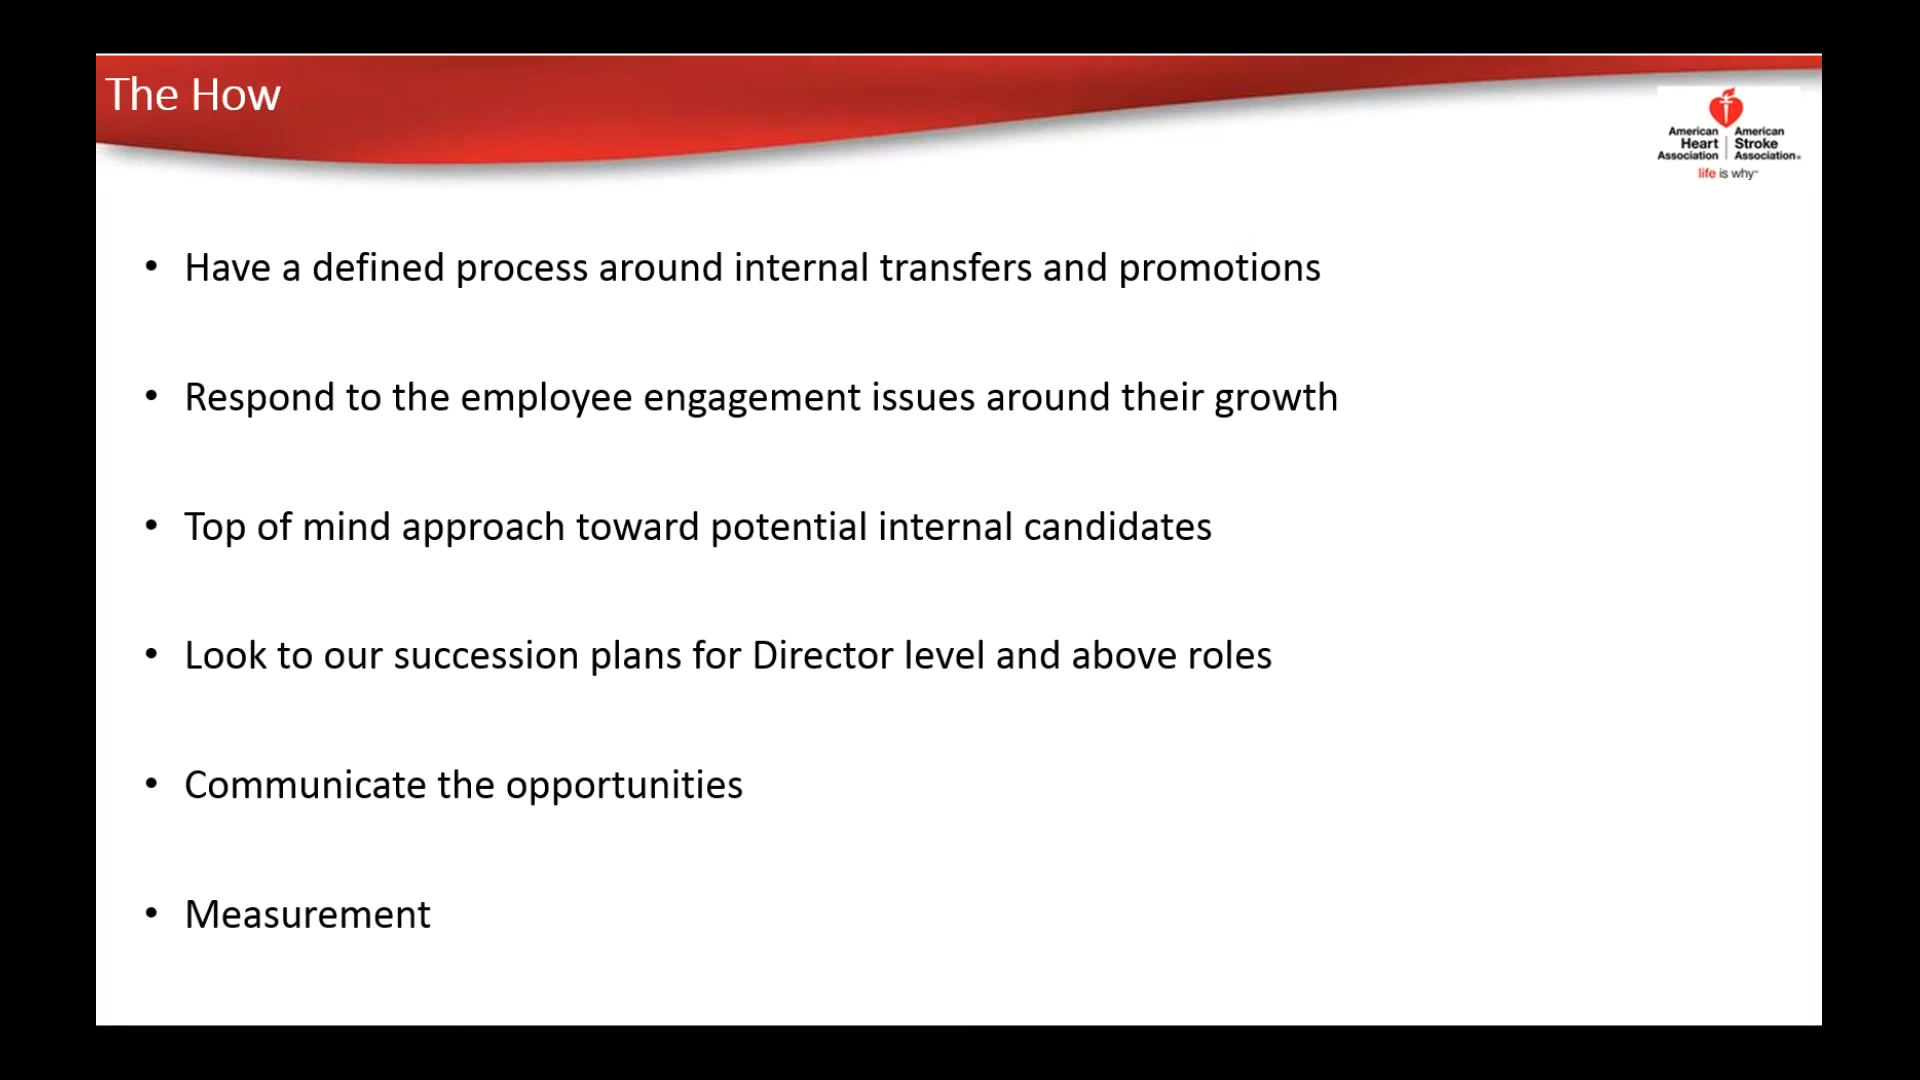 The How
American
Heart
Association
American
Stroke
Association®
life is why™
• Have a defined process around internal transfers and promotions
• Respond to the employee engagement issues around their growth
• Top of mind approach toward potential internal candidates
• Look to our succession plans for Director level and above roles
• Communicate the opportunities
• Measurement